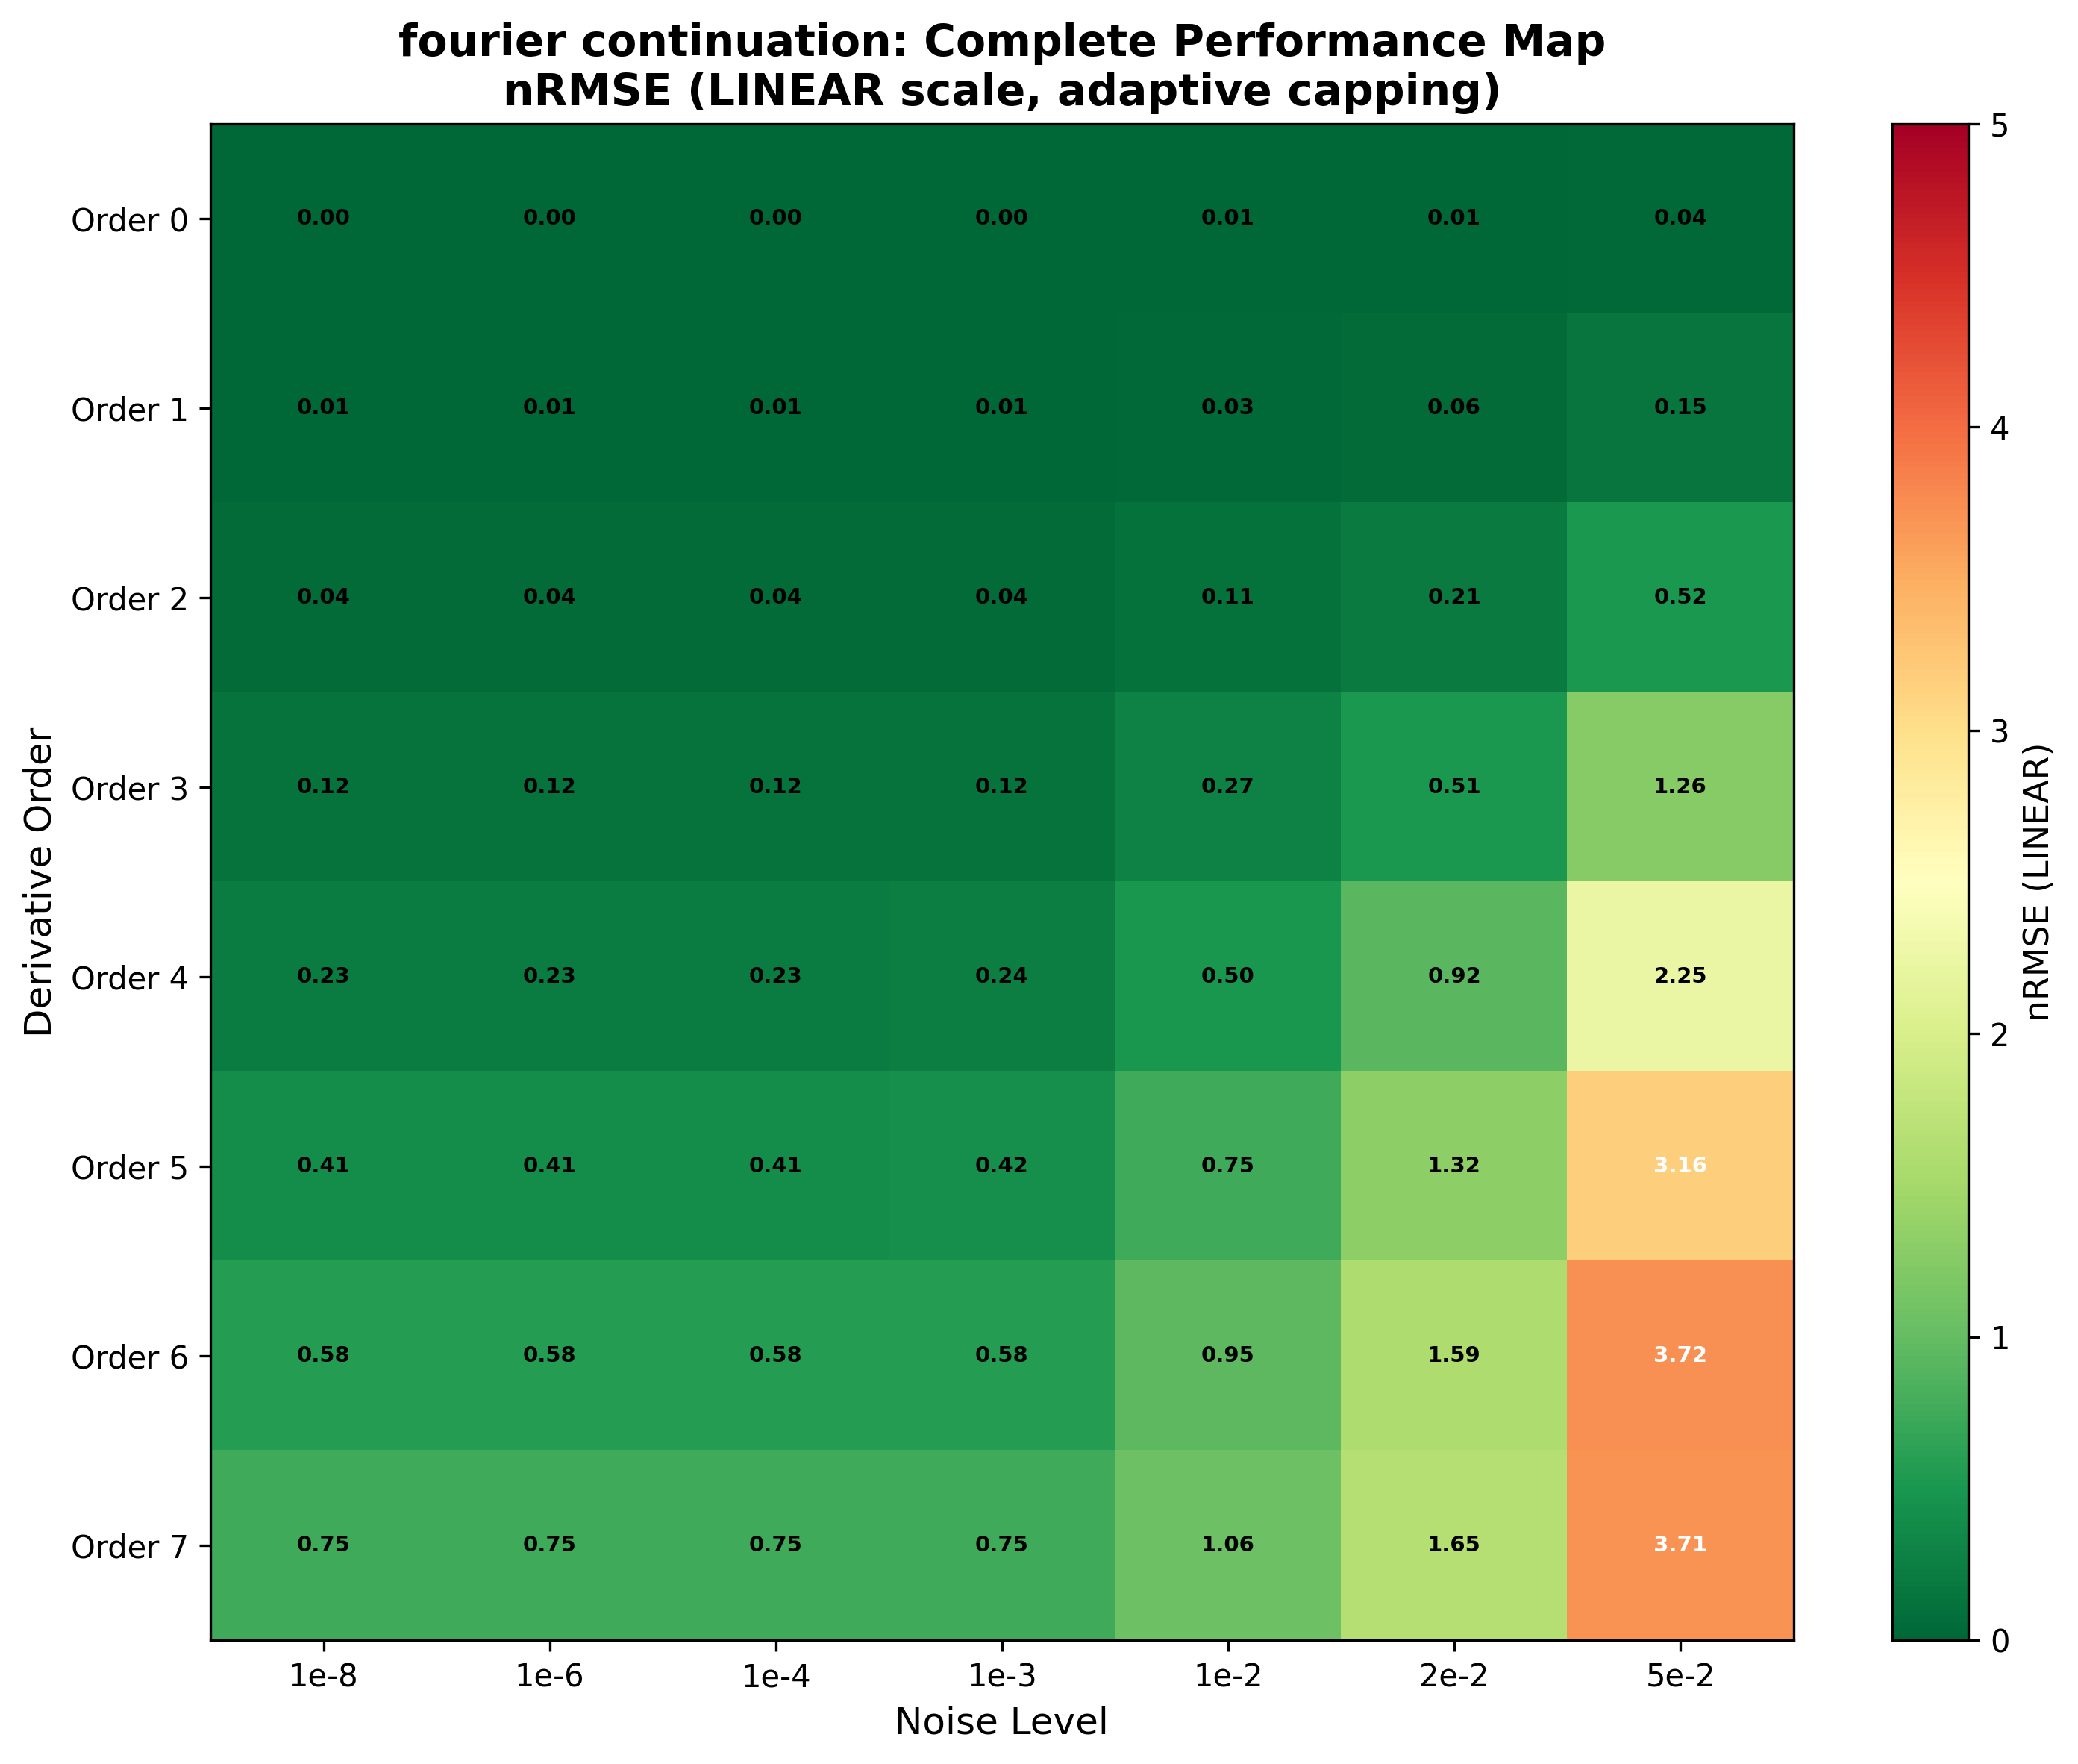 fourier continuation: Complete Performance Map
nRMSE (LINEAR scale, adaptive capping)
Derivative Order
Order 0 0.00 0.00 0.00 0.00 0.01 0.01 0.04
Order 1 0.01 0.01 0.01 0.01 0.03 0.06 0.15
Order 2 0.04 0.04 0.04 0.04 0.11 0.21 0.52
Order 3 0.12 0.12 0.12 0.12 0.27 0.51 1.26
Order 4 0.23 0.23 0.23 0.24 0.50 0.92 2.25
Order 5 0.41 0.41 0.41 0.42 0.75 1.32 3.16
Order 6 0.58 0.58 0.58 0.58 0.95 1.59 3.72
Order 7 0.75 0.75 0.75 0.75 1.06 1.65 3.71
1e-8 1e-6 1e-4 1e-3 1e-2 2e-2 5e-2
Noise Level
5
4
3
2
1
0
nRMSE (LINEAR)